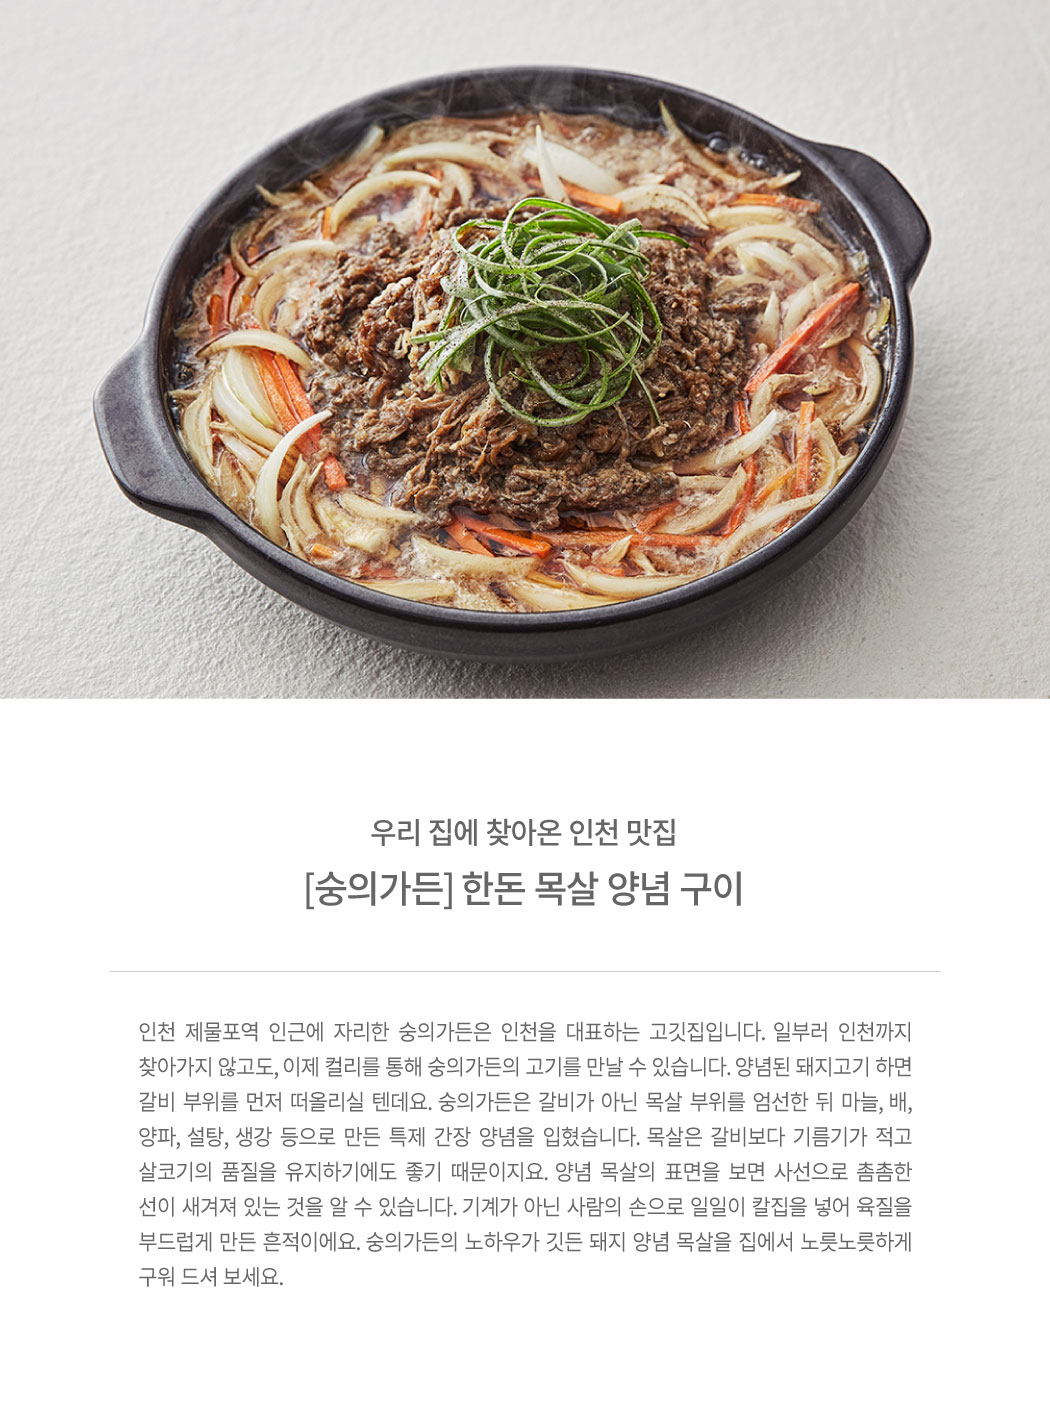 우리 집에 찾아온 인천 맛집
[숭의가든] 한돈 목살 양념 구이
인천 제물포역 인근에 자리한 숭의가든은 인천을 대표하는 고깃집입니다. 일부러 인천까지
찾아가지 않고도, 이제 컬리를 통해 숭의가든의 고기를 만날 수 있습니다. 양념된 돼지고기 하면
갈비 부위를 먼저 떠올리실 텐데요. 숭의가든은 갈비가 아닌 목살 부위를 엄선한 뒤 마늘, 배,
양파, 설탕, 생강 등으로 만든 특제 간장 양념을 입혔습니다. 목살은 갈비보다 기름기가 적고
살코기의 품질을 유지하기에도 좋기 때문이지요. 양념 목살의 표면을 보면 사선으로 촘촘한
선이 새겨져 있는 것을 알 수 있습니다. 기계가 아닌 사람의 손으로 일일이 칼집을 넣어 육질을
부드럽게 만든 흔적이에요. 숭의가든의 노하우가 깃든 돼지 양념 목살을 집에서 노릇노릇하게
구워 드셔 보세요.